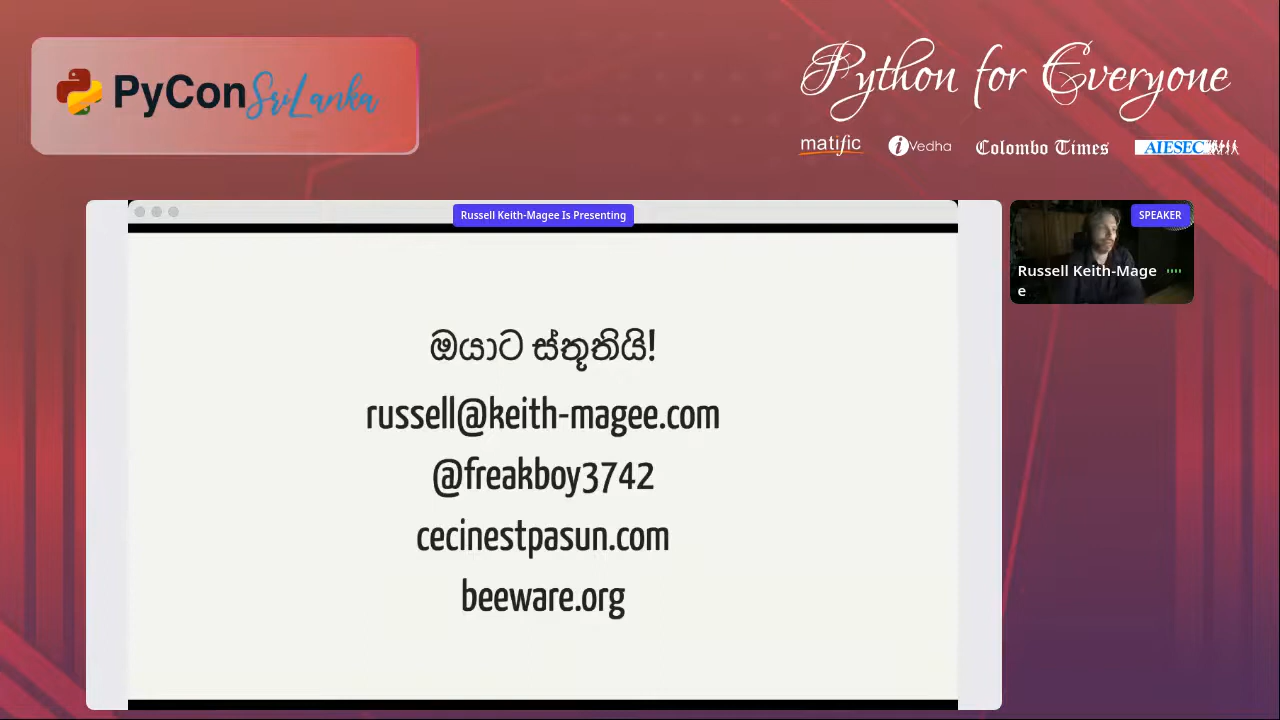 PyCon SriLanka
Python for Everyone
matific
i Vedha
Colombo Times
AIESEC
Russell Keith-Magee Is Presenting
SPEAKER
Russell Keith-Mage
e
ඔයාට ස්තූතියි!
russell@keith-magee.com
@freakboy3742
cecinestpasun.com
beeware.org